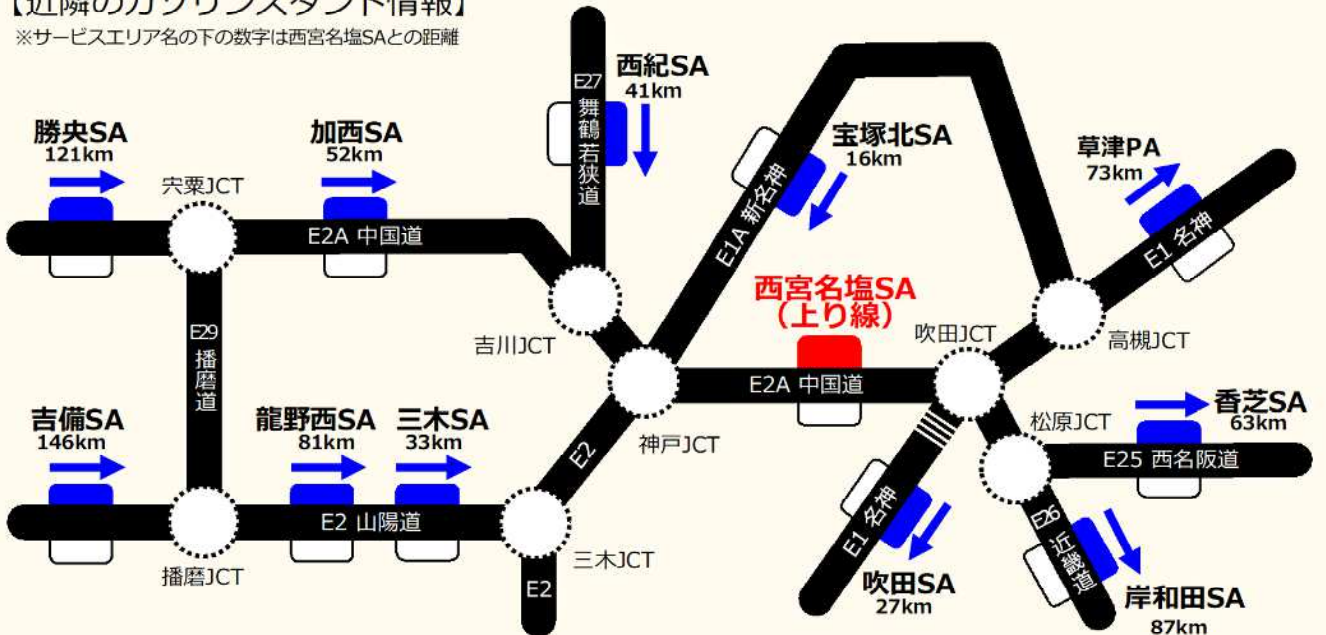 【近隣のガソリンスタンド情報】
※サービスエリア名の下の数字は西宮名塩SAとの距離
勝央SA
121km
宍粟JCT
加西SA
52km
E2A 中国道
E27 舞鶴若狭道
西紀SA
41km
吉川JCT
E1A 新名神
宝塚北SA
16km
草津PA
73km
E1 名神
高槻JCT
西宮名塩SA
(上り線)
E2A 中国道
吹田JCT
神戸JCT
E29 播磨道
吉備SA
146km
龍野西SA
81km
三木SA
33km
E2
E2 山陽道
播磨JCT
三木JCT
E2
E1 名神
吹田SA
27km
松原JCT
香芝SA
63km
E25 西名阪道
E26 近畿道
岸和田SA
87km